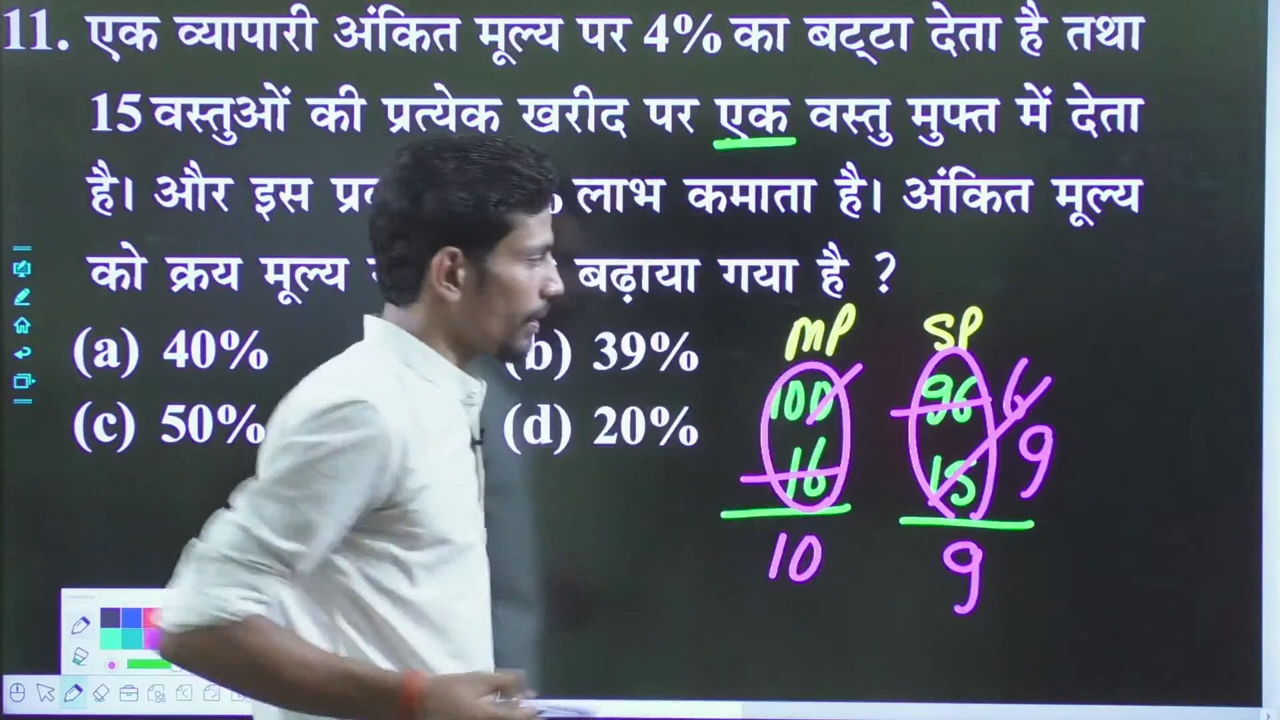 11. एक व्यापारी अंकित मूल्य पर 4% का बट्टा देता है तथा
15 वस्तुओं की प्रत्येक खरीद पर एक वस्तु मुफ्त में देता
है। और इस लाभ कमाता है। अंकित मूल्य
को क्रय मूल्य बढ़ाया गया है ?
(a) 40% (b) 39%
(c) 50% (d) 20%
MP SP
100 96 6
16 15 9
10 9